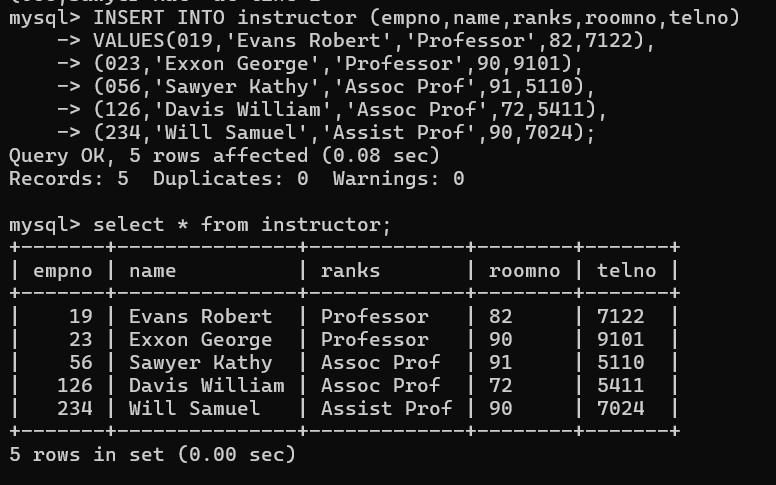 mysql> INSERT INTO instructor (empno,name,ranks,roomno,telno)
    -> VALUES(019,'Evans Robert','Professor',82,7122),
    -> (023,'Exxon George','Professor',90,9101),
    -> (056,'Sawyer Kathy','Assoc Prof',91,5110),
    -> (126,'Davis William','Assoc Prof',72,5411),
    -> (234,'Will Samuel','Assist Prof',90,7024);
Query OK, 5 rows affected (0.08 sec)
Records: 5  Duplicates: 0  Warnings: 0

mysql> select * from instructor;
+-------+---------------+-------------+--------+-------+
| empno | name          | ranks       | roomno | telno |
+-------+---------------+-------------+--------+-------+
|    19 | Evans Robert  | Professor   | 82     | 7122  |
|    23 | Exxon George  | Professor   | 90     | 9101  |
|    56 | Sawyer Kathy  | Assoc Prof  | 91     | 5110  |
|   126 | Davis William | Assoc Prof  | 72     | 5411  |
|   234 | Will Samuel   | Assist Prof | 90     | 7024  |
+-------+---------------+-------------+--------+-------+
5 rows in set (0.00 sec)